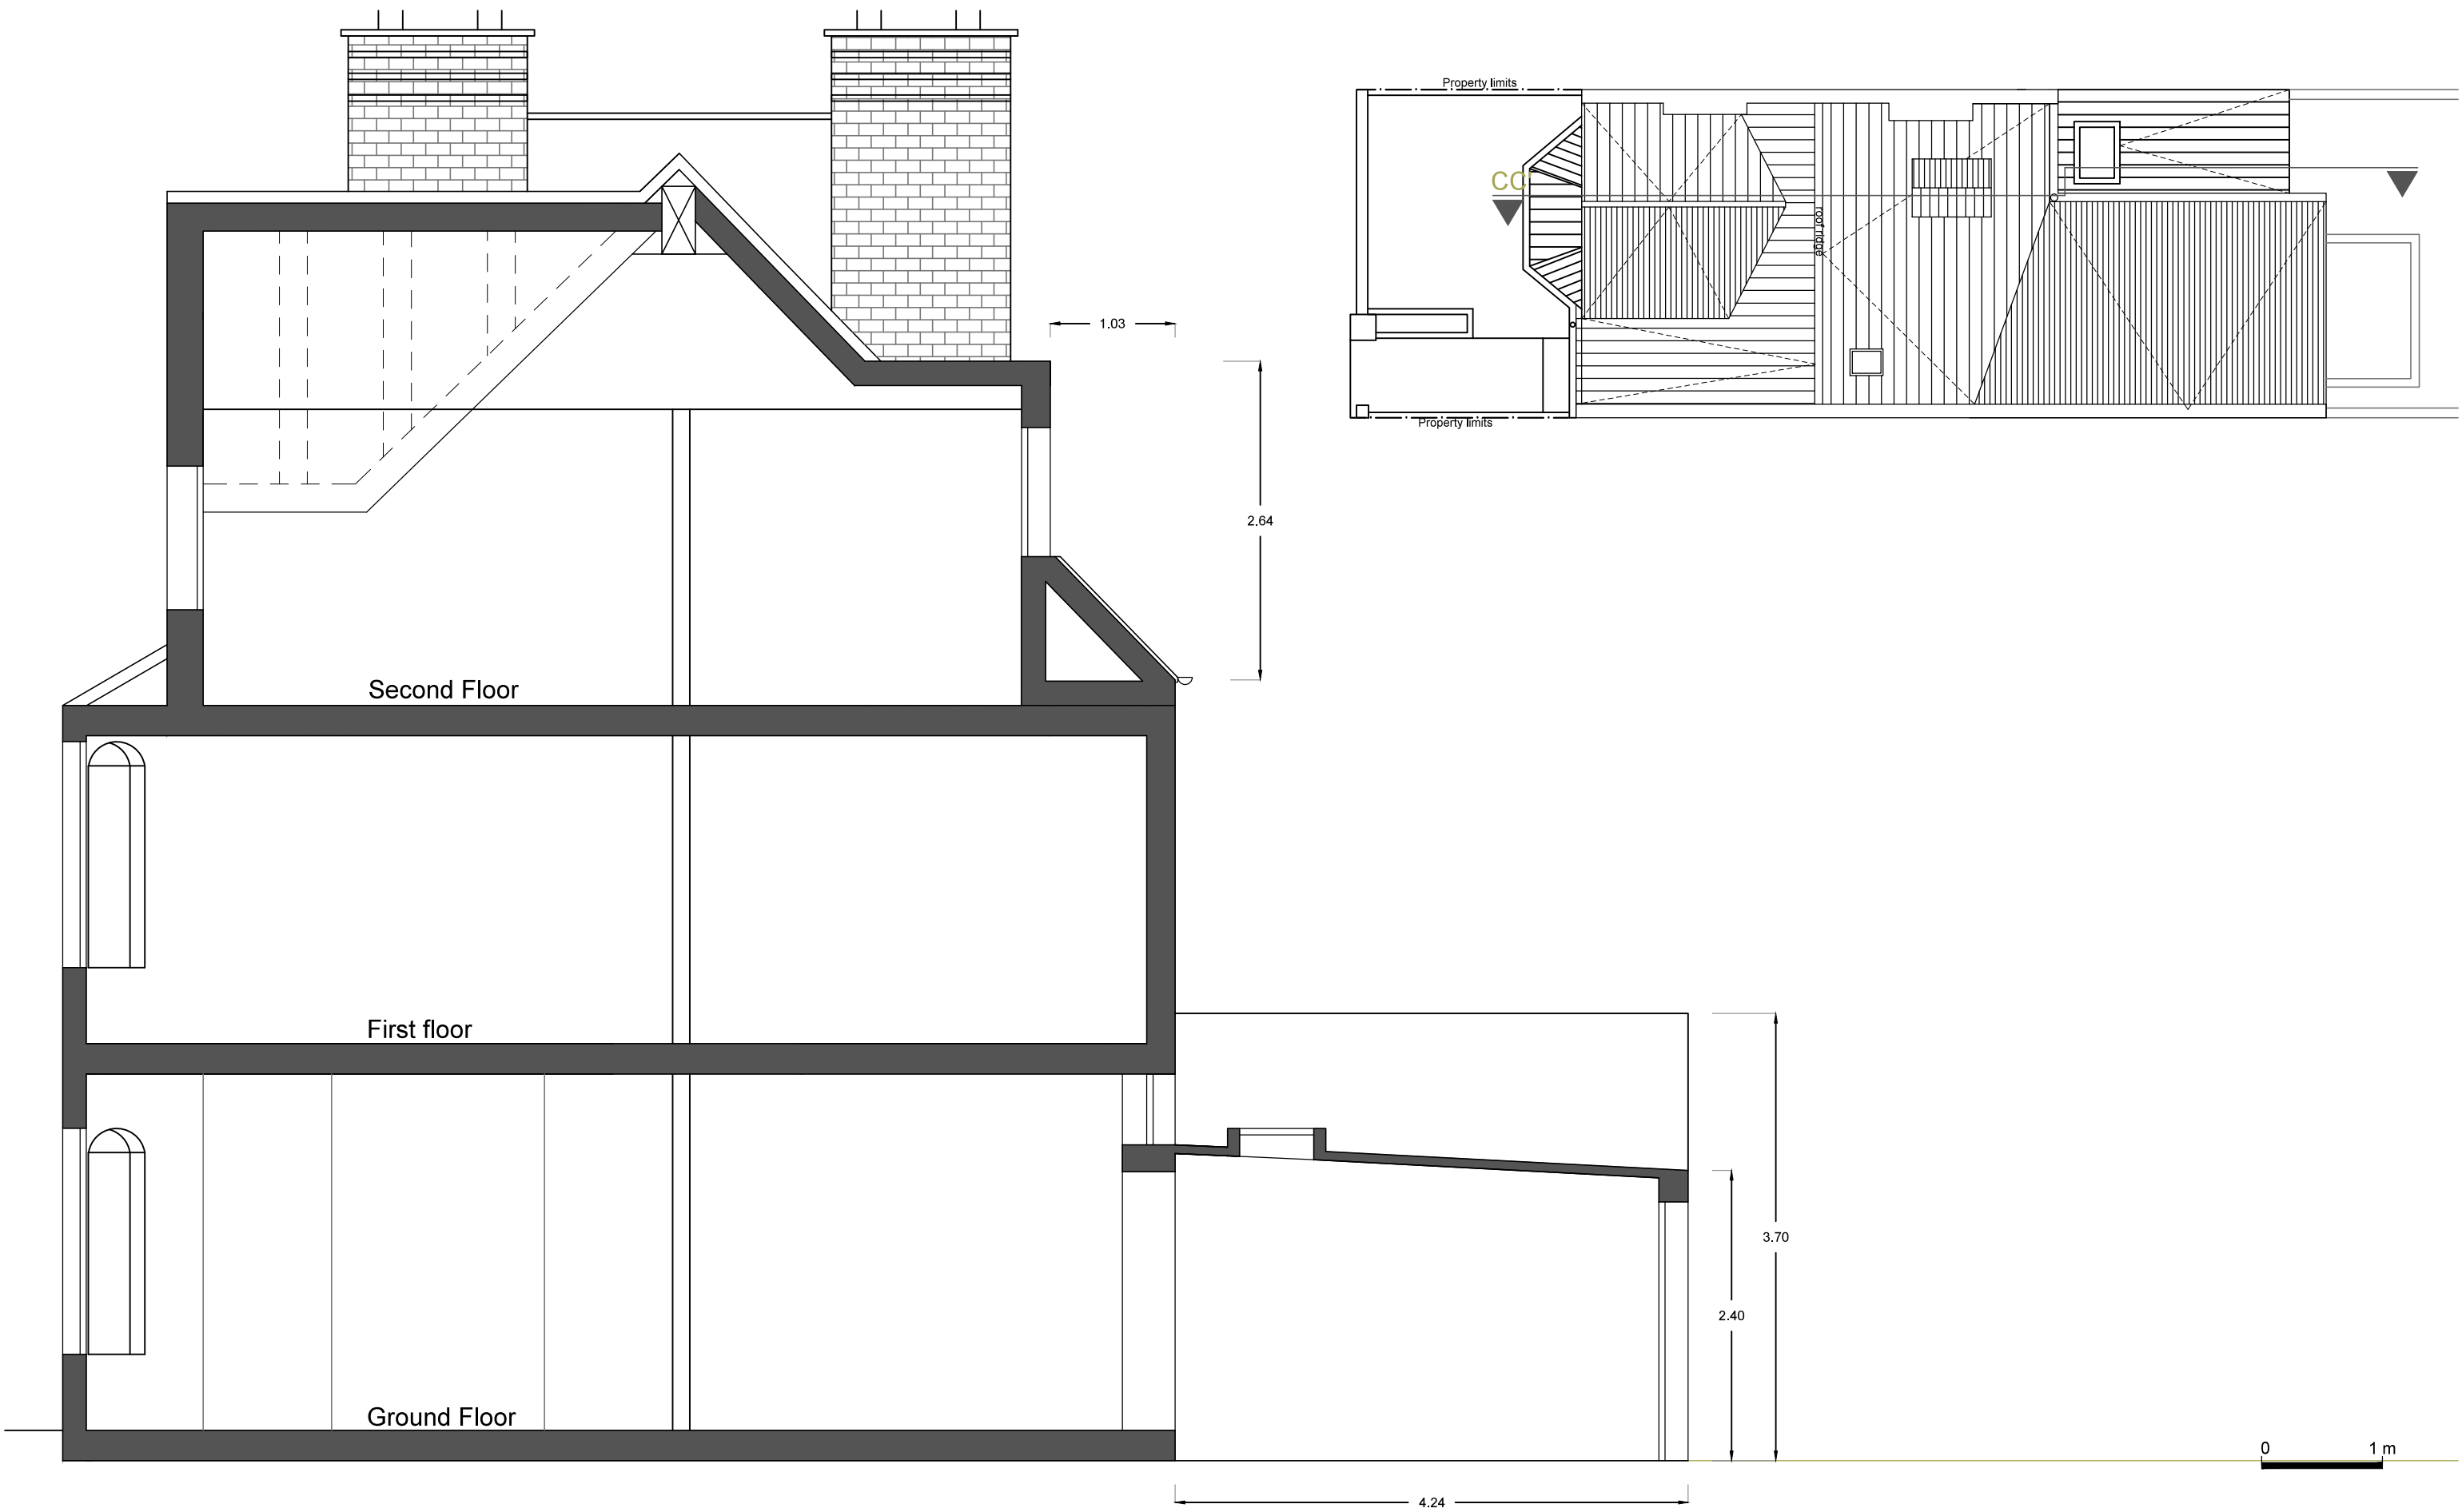 Property limits
CC'
roof ridge
Property limits
1.03
2.64
Second Floor
First floor
3.70
2.40
Ground Floor
0 1 m
4.24